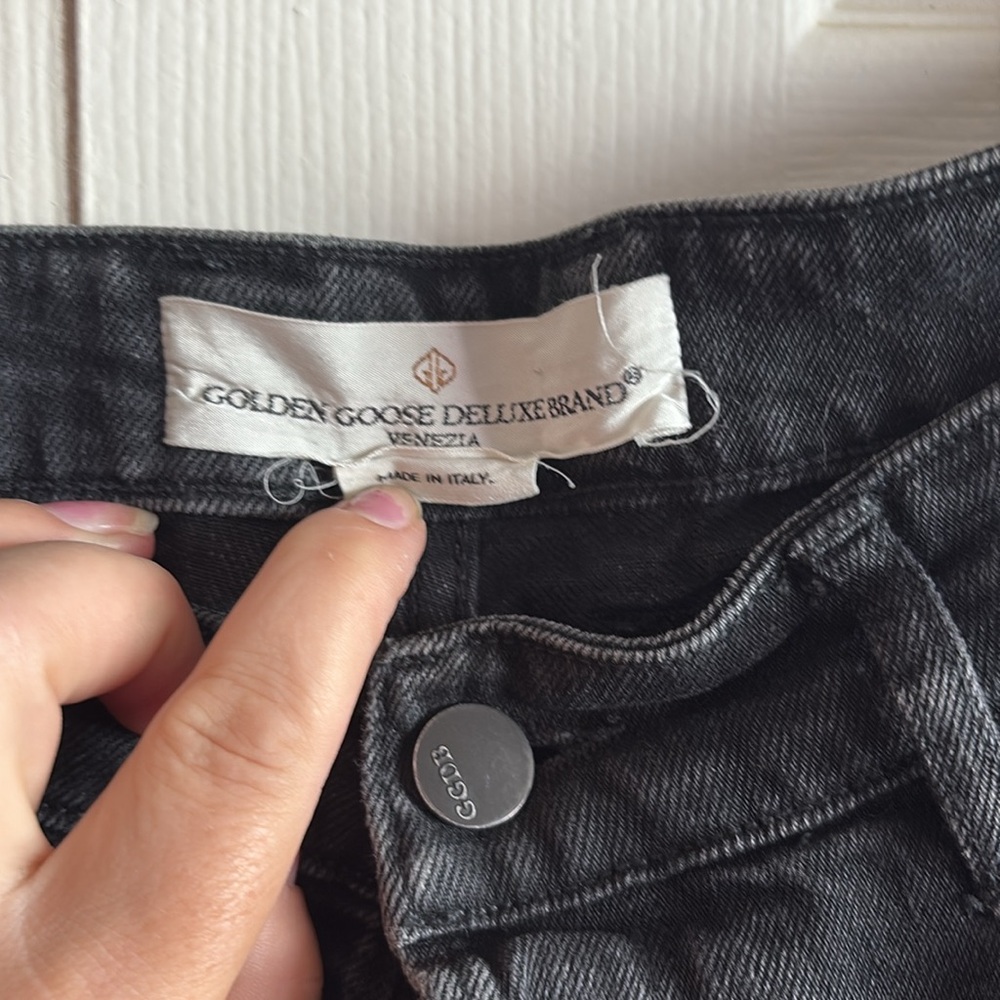 GOLDEN GOOSE DELUXE BRAND®
VENEZIA
MADE IN ITALY.
GGDB